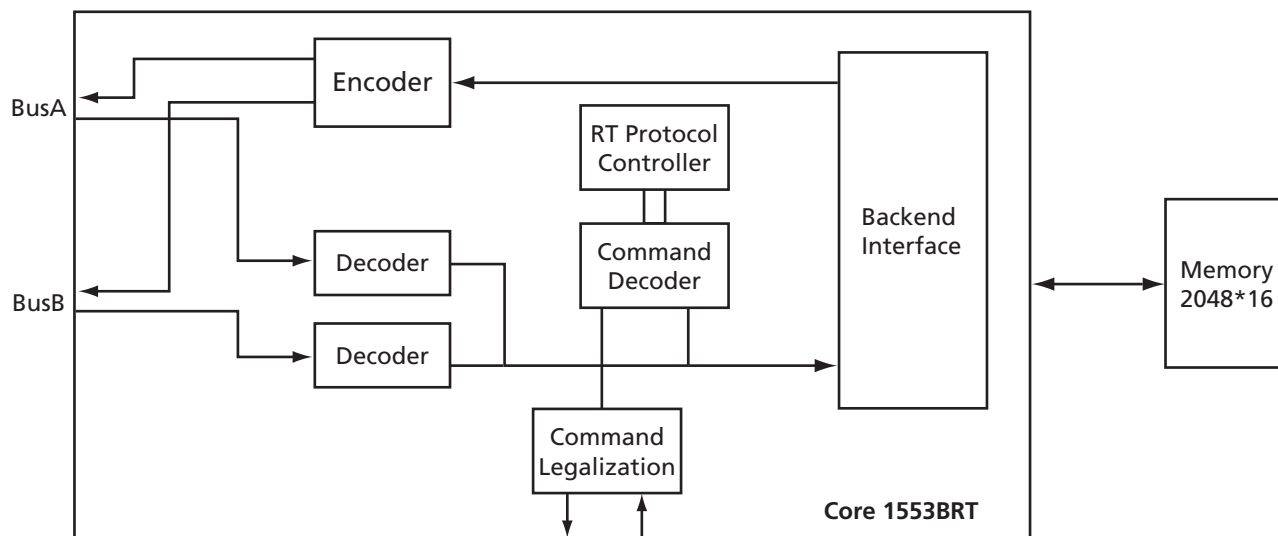 BusA
Encoder
RT Protocol
Controller
Backend
Interface
Command
Decoder
Decoder
Memory
2048*16
BusB
Decoder
Command
Legalization
Core 1553BRT